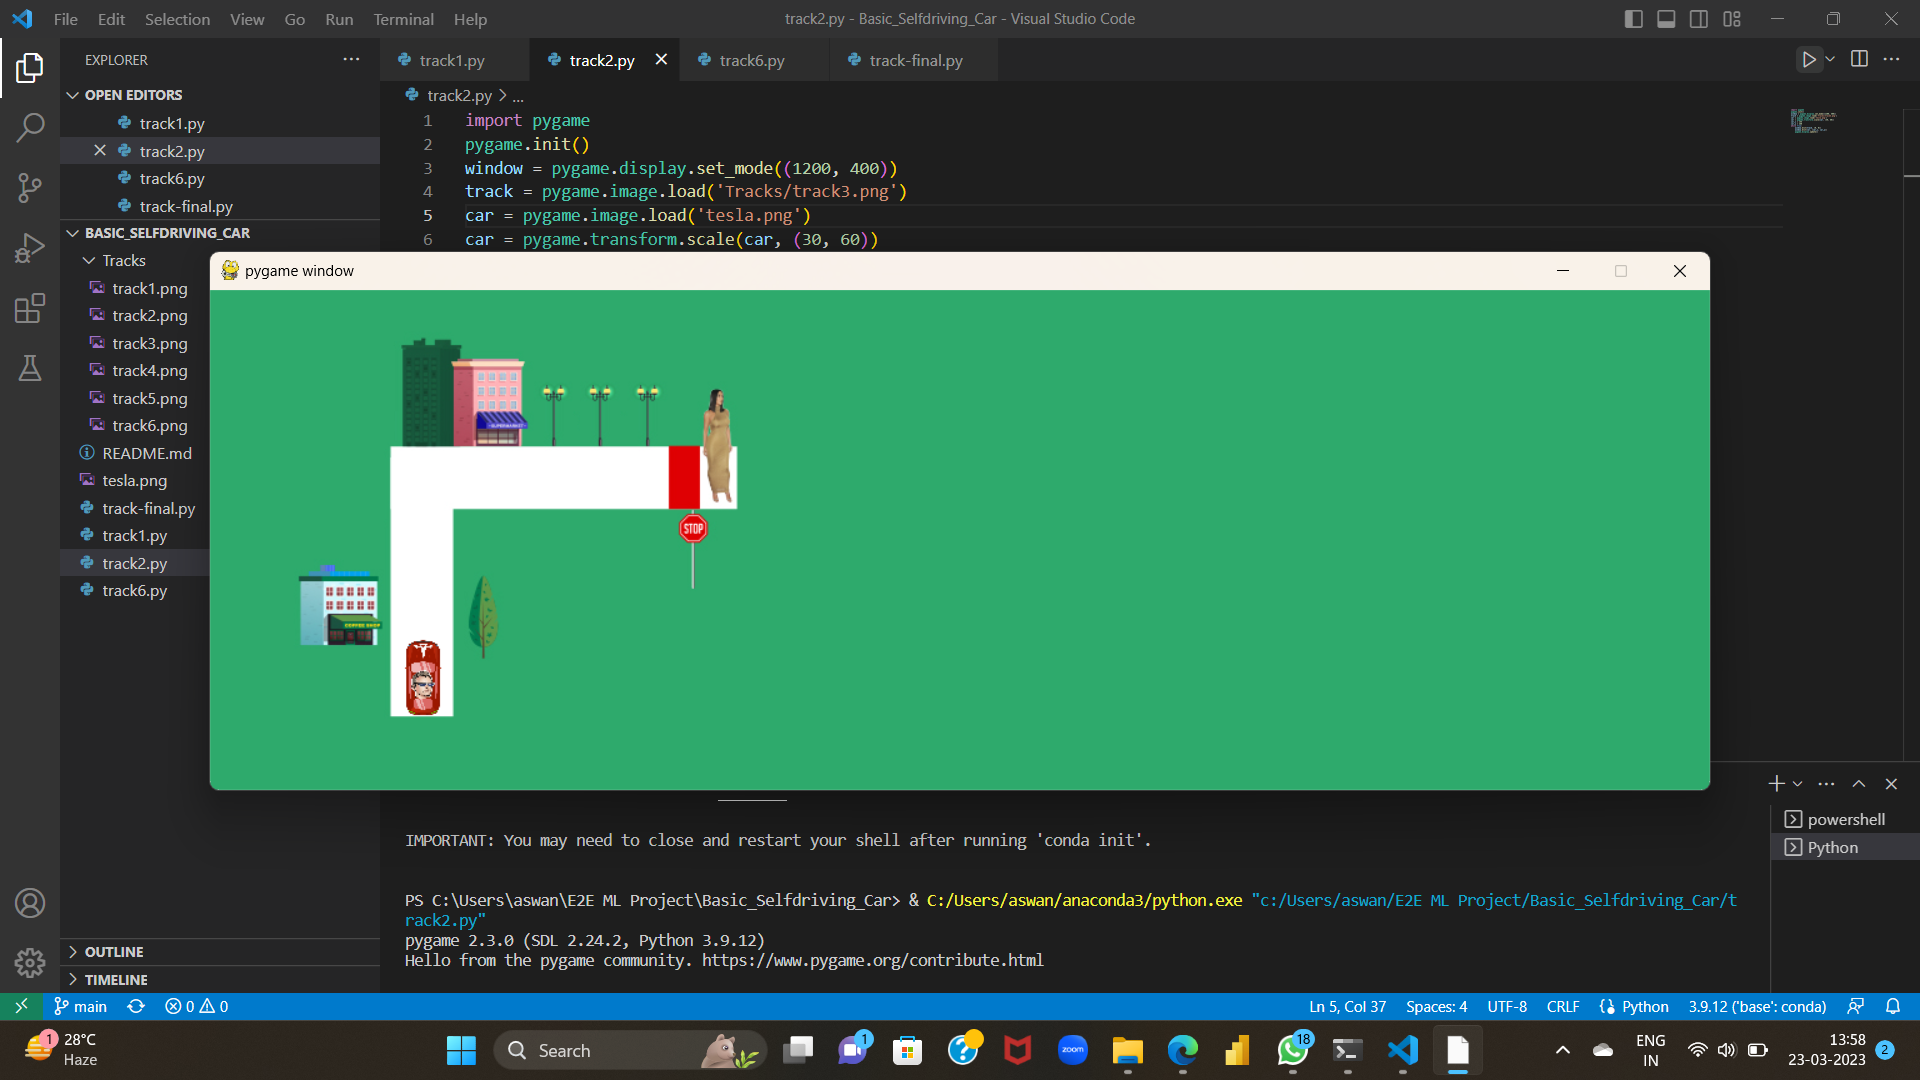 File Edit Selection View Go Run Terminal Help
track2.py - Basic_Selfdriving_Car - Visual Studio Code
EXPLORER
track1.py
track2.py
track6.py
track-final.py
OPEN EDITORS
track1.py
track2.py
track6.py
track-final.py
BASIC_SELFDRIVING_CAR
Tracks
track1.png
track2.png
track3.png
track4.png
track5.png
track6.png
README.md
tesla.png
track-final.py
track1.py
track2.py
track6.py
OUTLINE
TIMELINE
track2.py > ...
1 import pygame
2 pygame.init()
3 window = pygame.display.set_mode((1200, 400))
4 track = pygame.image.load('Tracks/track3.png')
5 car = pygame.image.load('tesla.png')
6 car = pygame.transform.scale(car, (30, 60))
pygame window
SUPERMARKET
STOP
COFFEE SHOP
powershell
Python
IMPORTANT: You may need to close and restart your shell after running 'conda init'.
PS C:\Users\aswan\E2E ML Project\Basic_Selfdriving_Car> & C:/Users/aswan/anaconda3/python.exe "c:/Users/aswan/E2E ML Project/Basic_Selfdriving_Car/t
rack2.py"
pygame 2.3.0 (SDL 2.24.2, Python 3.9.12)
Hello from the pygame community. https://www.pygame.org/contribute.html
main 0 0
Ln 5, Col 37 Spaces: 4 UTF-8 CRLF Python 3.9.12 ('base': conda)
1
28°C
Haze
Search
1
zoom
18
ENG
IN
13:58
23-03-2023
2